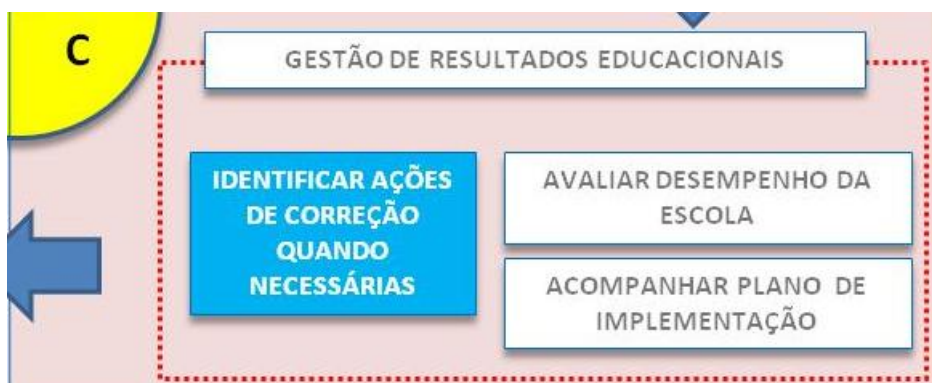 C
GESTÃO DE RESULTADOS EDUCACIONAIS
IDENTIFICAR AÇÕES
DE CORREÇÃO
QUANDO
NECESSÁRIAS
AVALIAR DESEMPENHO DA
ESCOLA
ACOMPANHAR PLANO DE
IMPLEMENTAÇÃO